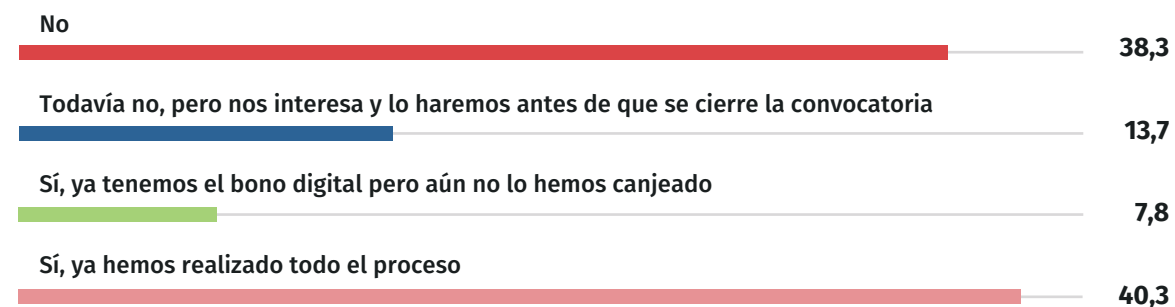 No
38,3
Todavía no, pero nos interesa y lo haremos antes de que se cierre la convocatoria
13,7
Sí, ya tenemos el bono digital pero aún no lo hemos canjeado
7,8
Sí, ya hemos realizado todo el proceso
40,3